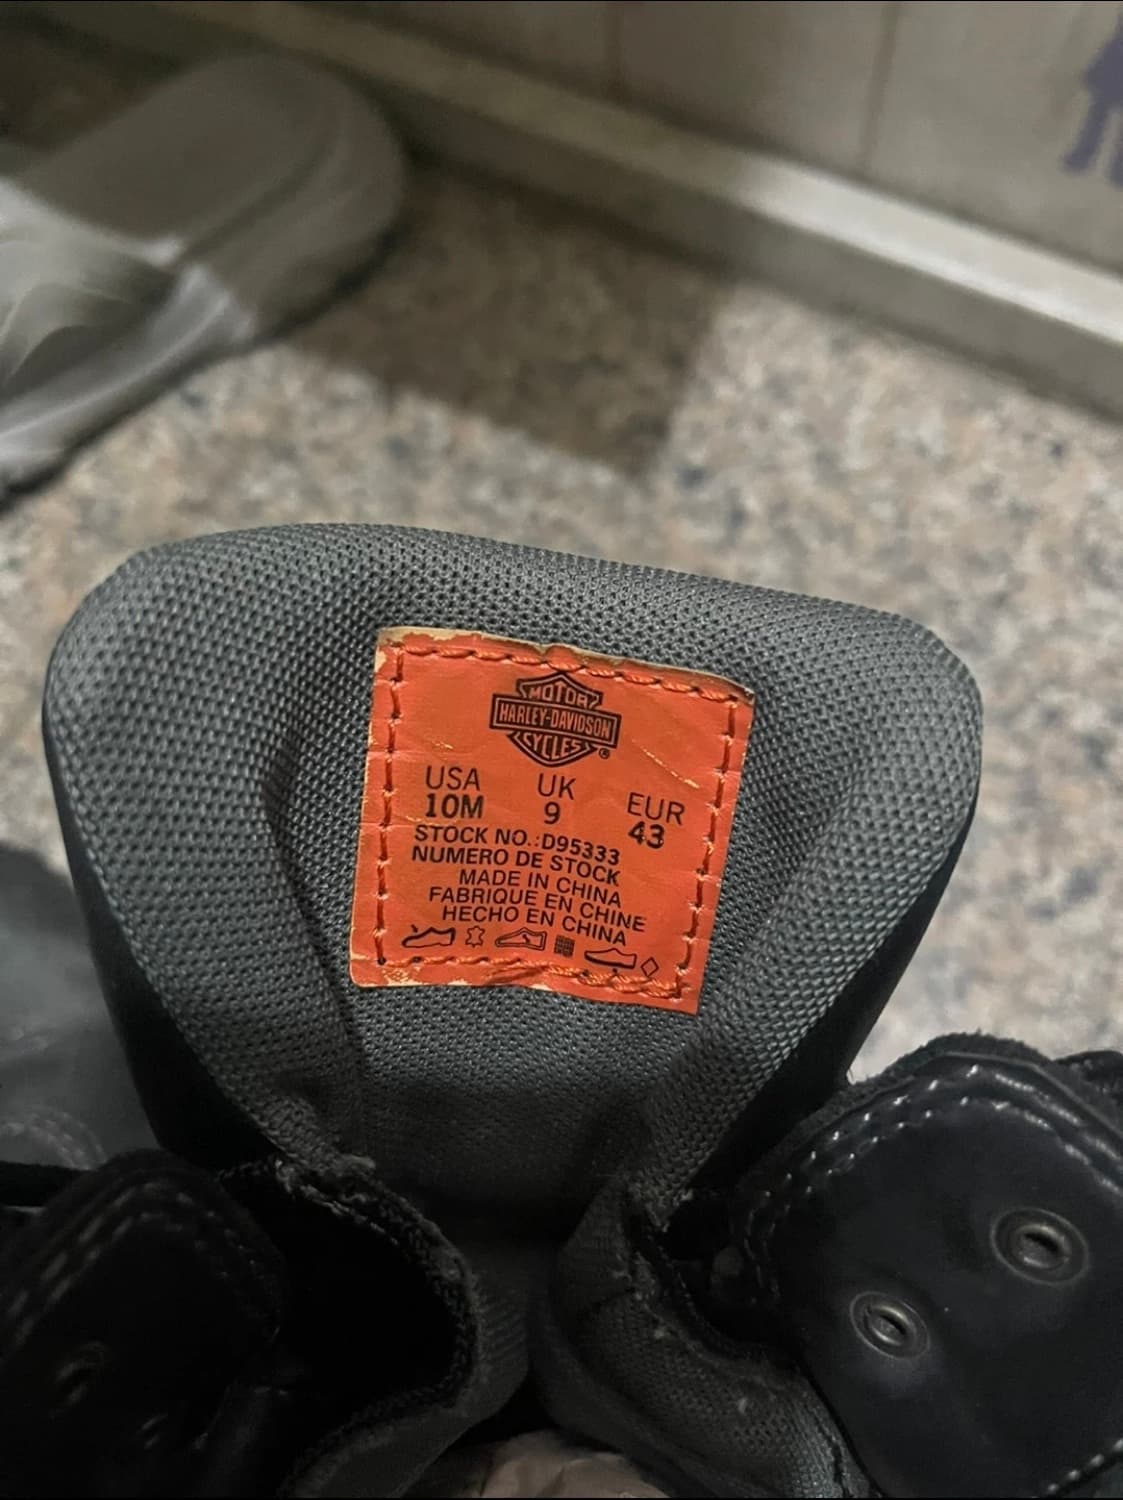 MOTOR
HARLEY-DAVIDSON
CYCLES®
USA UK EUR
10M 9 43
STOCK NO.:D95333
NUMERO DE STOCK
MADE IN CHINA
FABRIQUE EN CHINE
HECHO EN CHINA